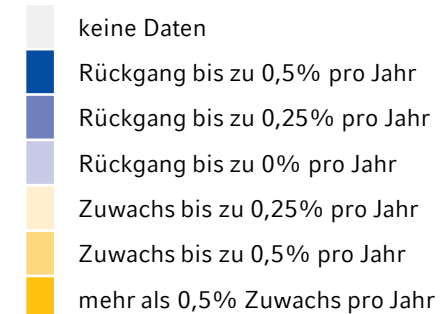 keine Daten
Rückgang bis zu 0,5% pro Jahr
Rückgang bis zu 0,25% pro Jahr
Rückgang bis zu 0% pro Jahr
Zuwachs bis zu 0,25% pro Jahr
Zuwachs bis zu 0,5% pro Jahr
mehr als 0,5% Zuwachs pro Jahr